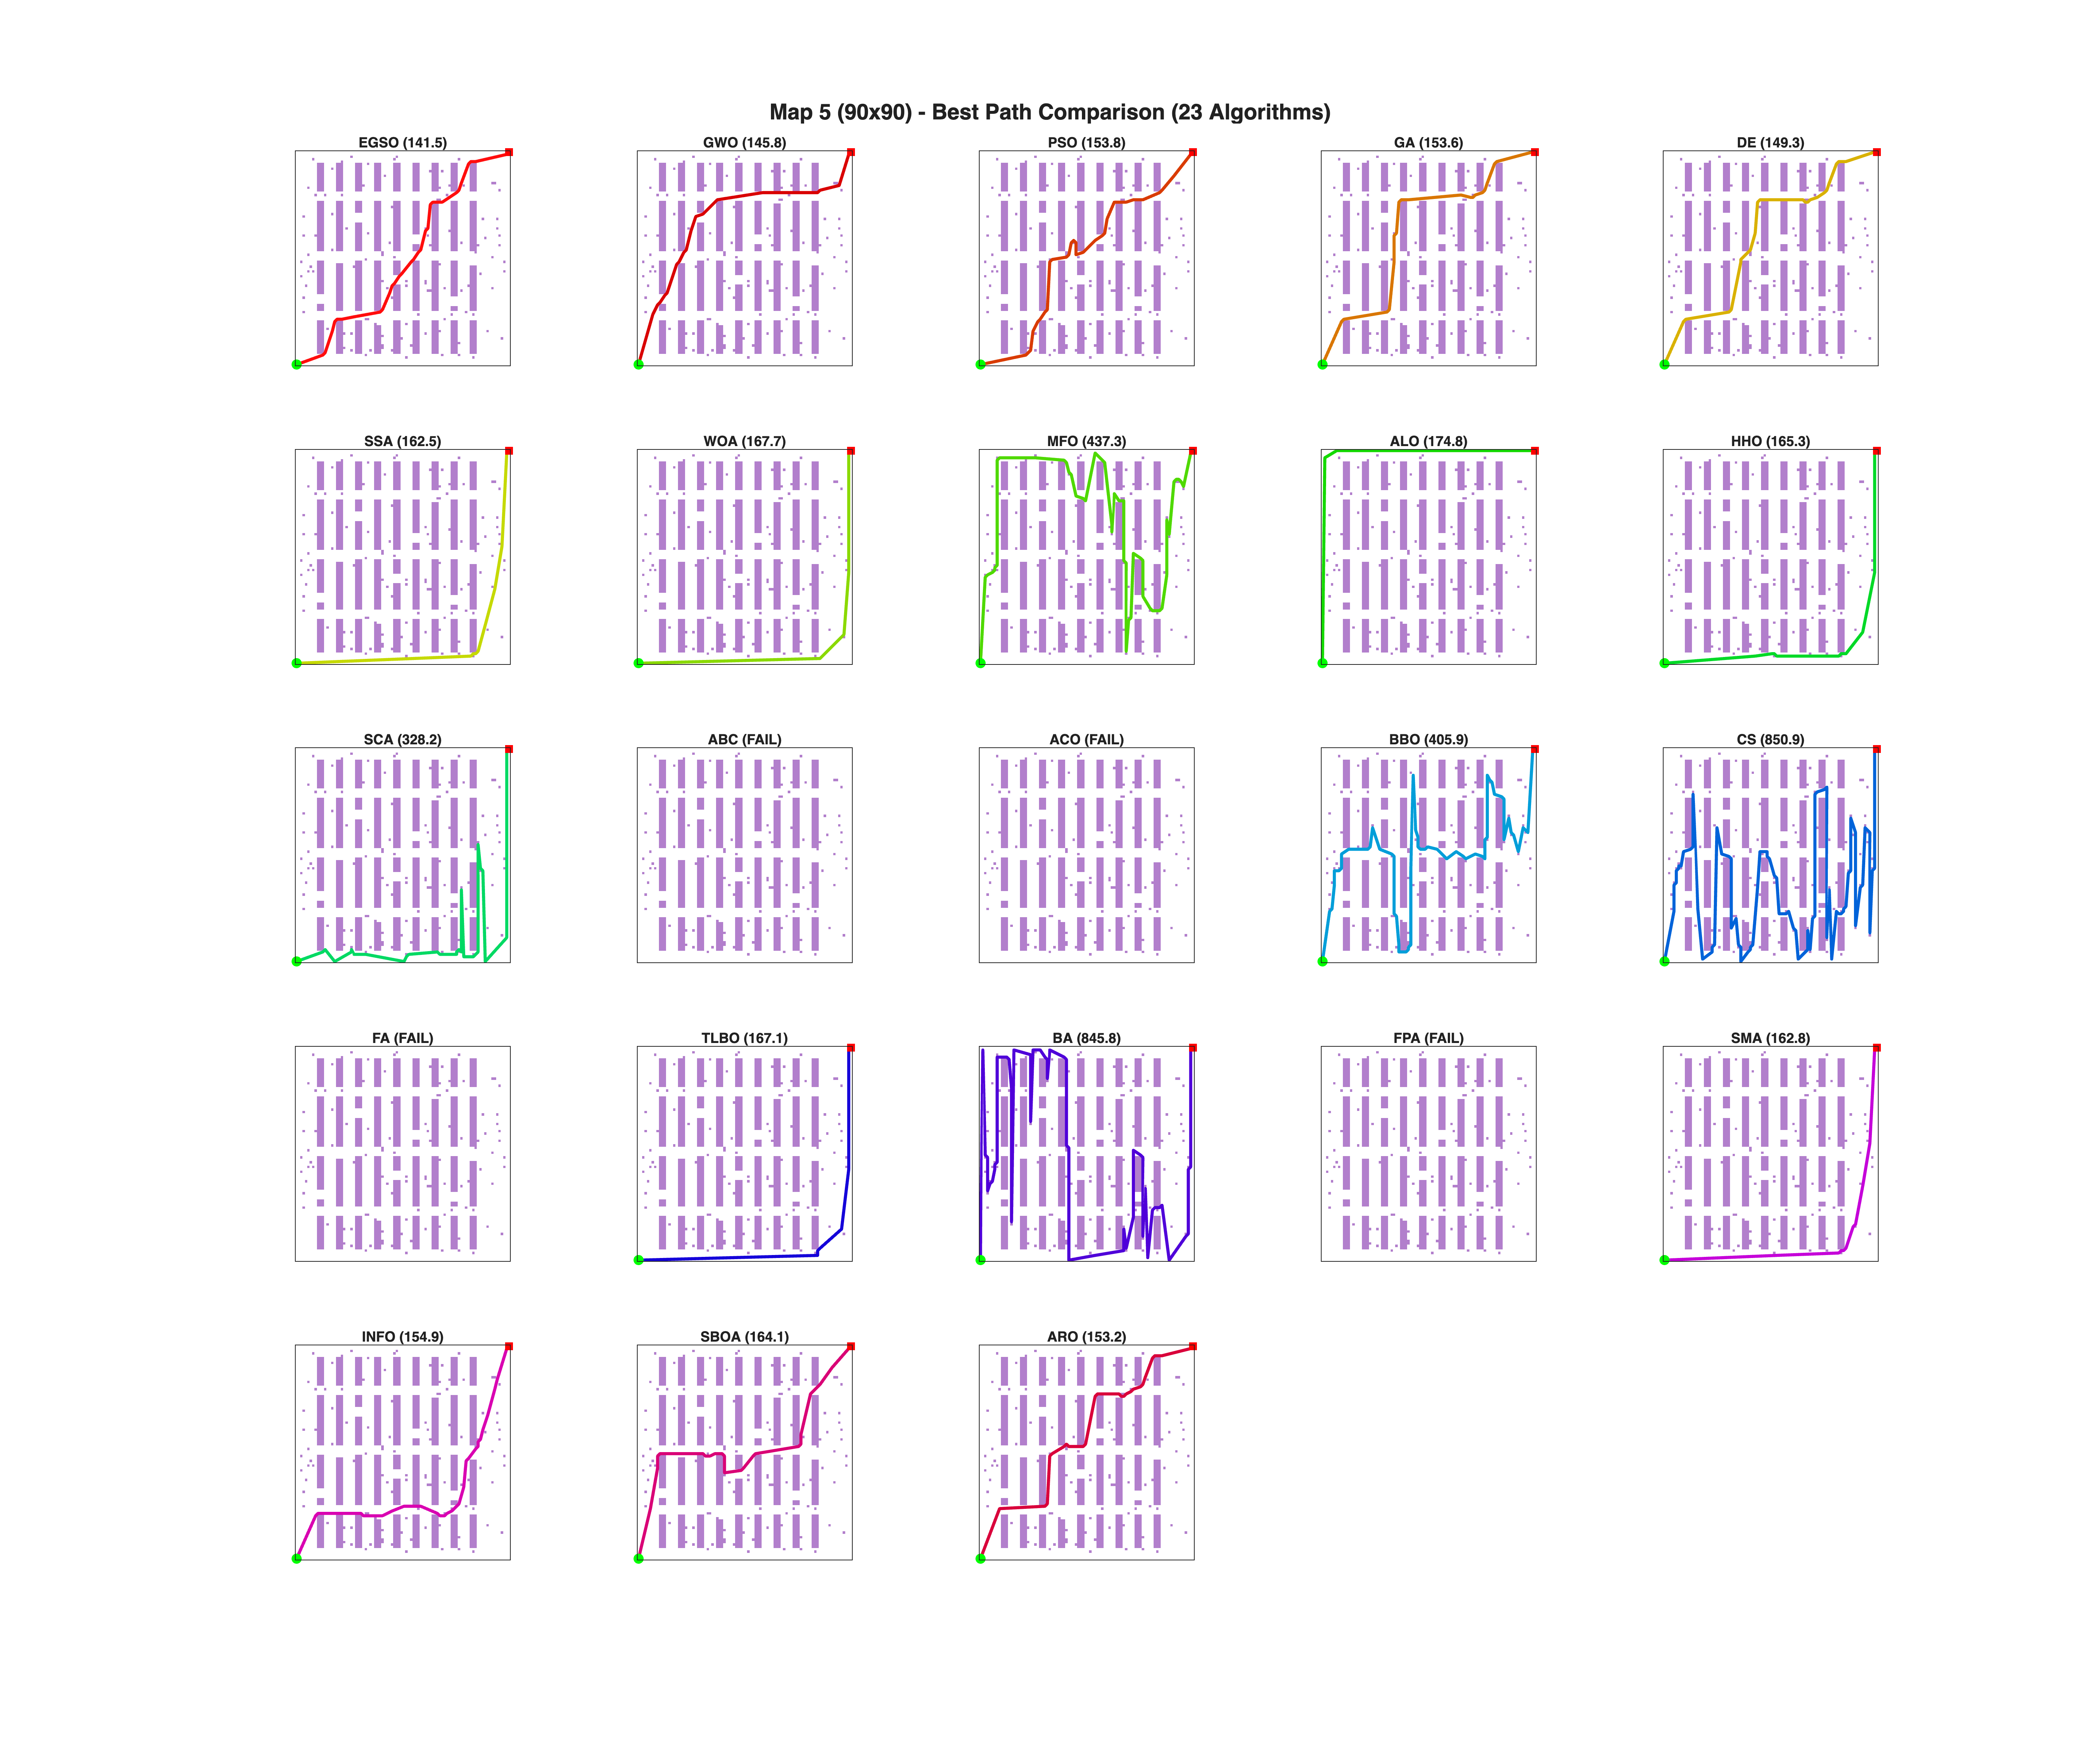 Map 5 (90x90) - Best Path Comparison (23 Algorithms)
EGSO (141.5)
GWO (145.8)
PSO (153.8)
GA (153.6)
DE (149.3)
SSA (162.5)
WOA (167.7)
MFO (437.3)
ALO (174.8)
HHO (165.3)
SCA (328.2)
ABC (FAIL)
ACO (FAIL)
BBO (405.9)
CS (850.9)
FA (FAIL)
TLBO (167.1)
BA (845.8)
FPA (FAIL)
SMA (162.8)
INFO (154.9)
SBOA (164.1)
ARO (153.2)